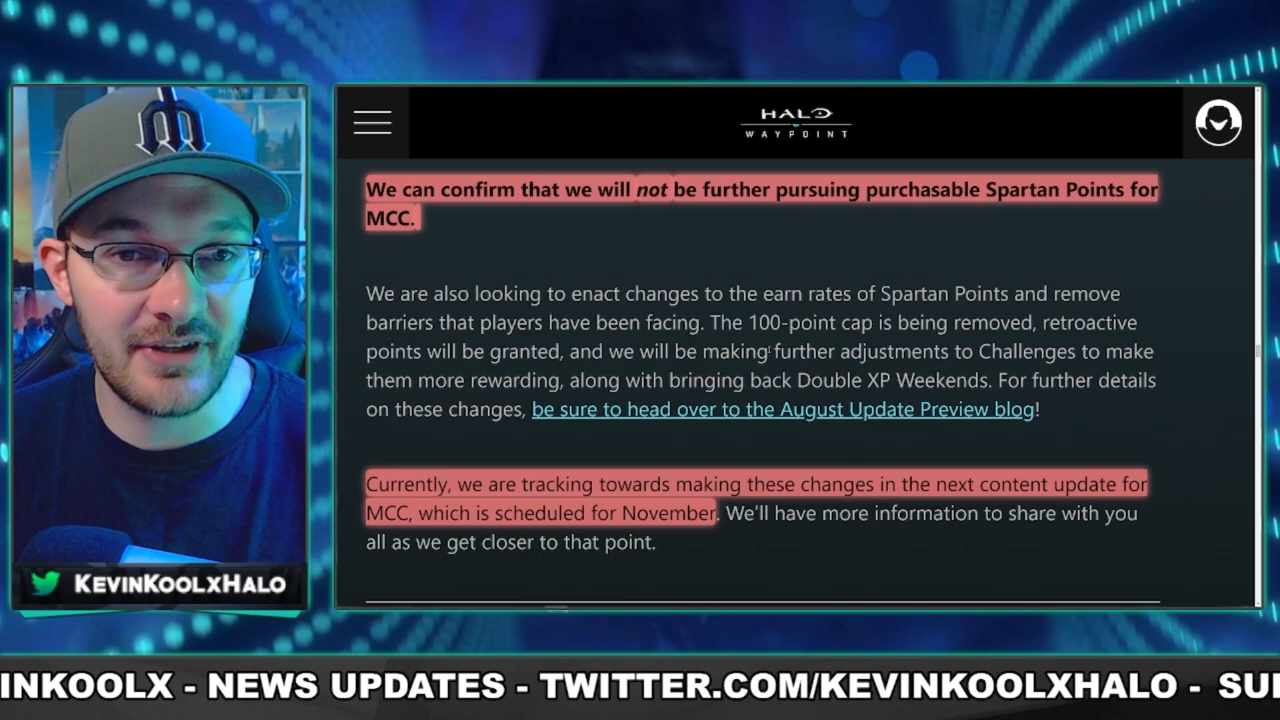 HALO
WAYPOINT
We can confirm that we will not be further pursuing purchasable Spartan Points for
MCC.
We are also looking to enact changes to the earn rates of Spartan Points and remove
barriers that players have been facing. The 100-point cap is being removed, retroactive
points will be granted, and we will be making further adjustments to Challenges to make
them more rewarding, along with bringing back Double XP Weekends. For further details
on these changes, be sure to head over to the August Update Preview blog!
Currently, we are tracking towards making these changes in the next content update for
MCC, which is scheduled for November. We'll have more information to share with you
all as we get closer to that point.
KEVINKOOLXHALO
INKOOLX - NEWS UPDATES - TWITTER.COM/KEVINKOOLXHALO - SU